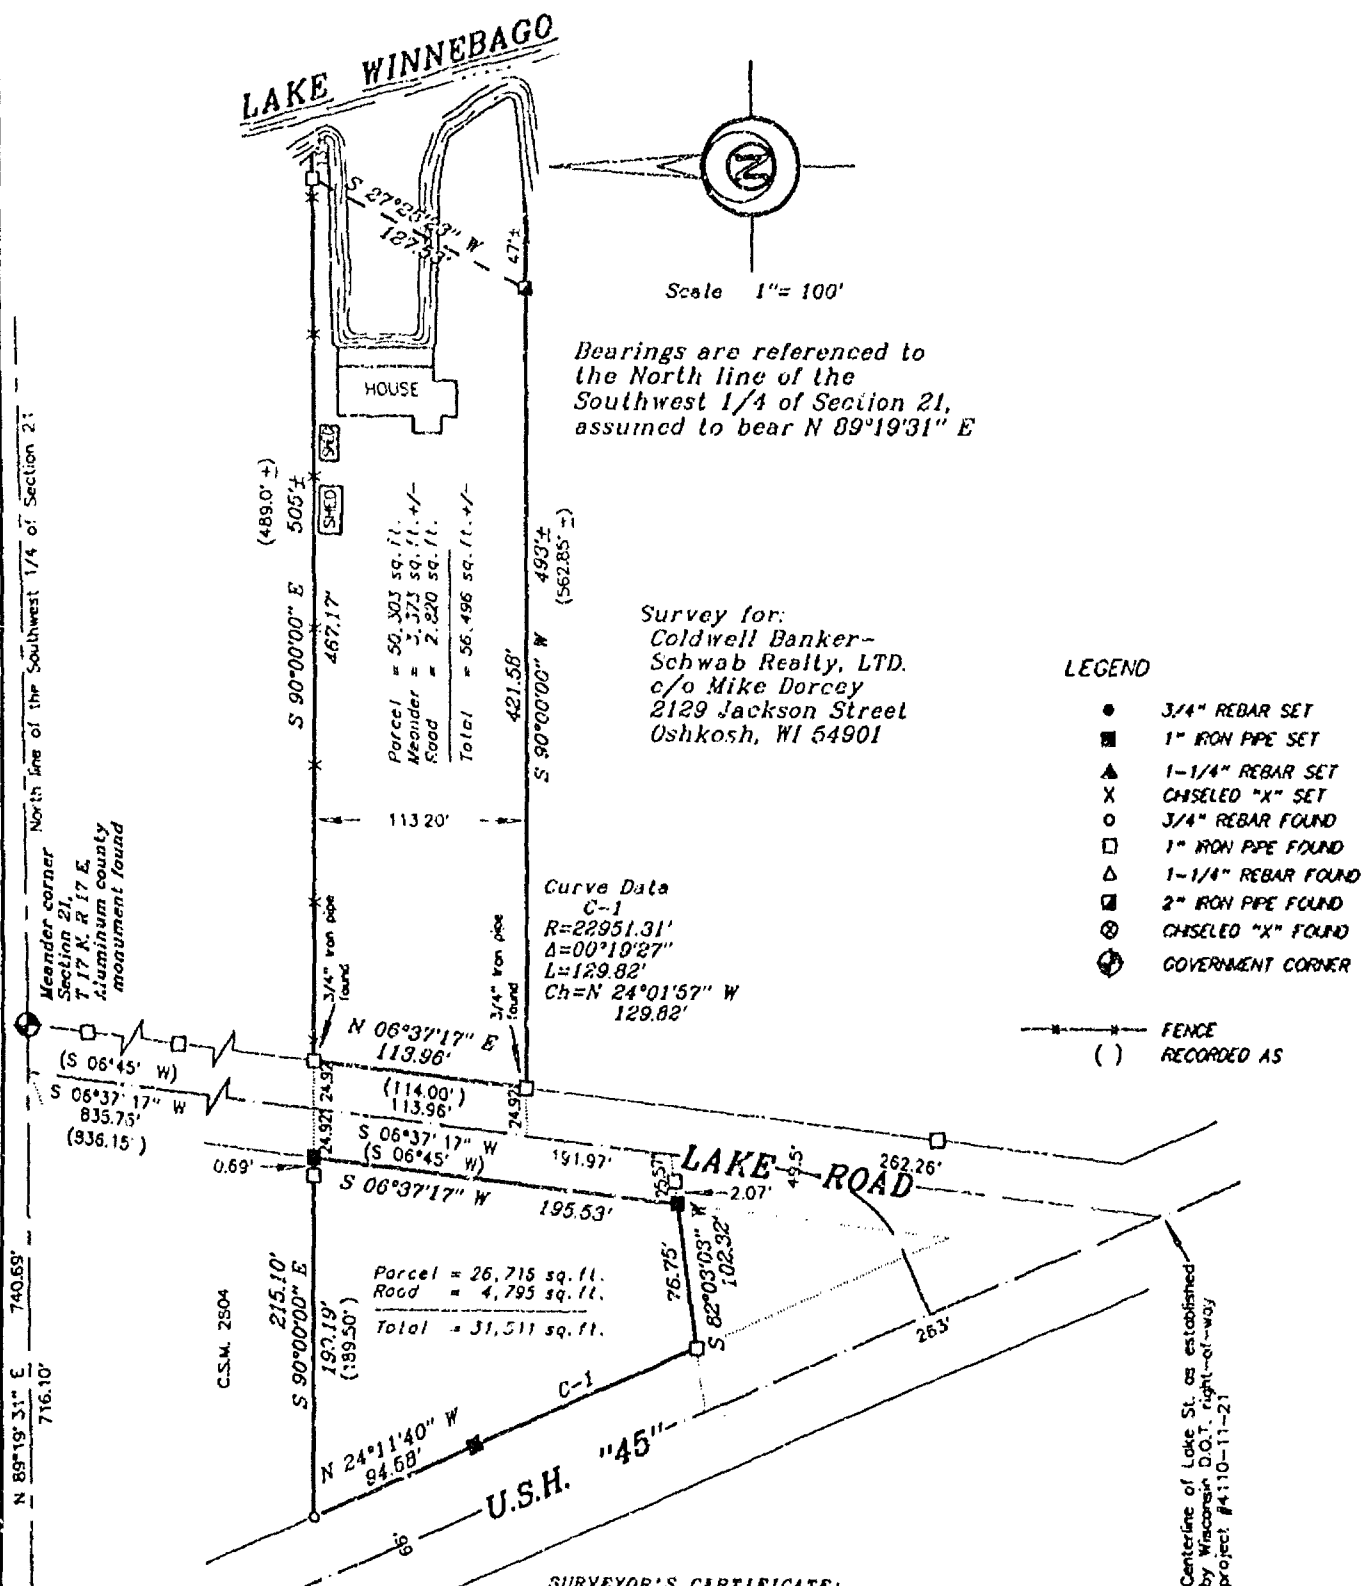 LAKE WINNEBAGO
S 27°25'23" W
127.53'
47'±
Scale 1"= 100'
Bearings are referenced to
the North line of the
Southwest 1/4 of Section 21,
assumed to bear N 89°19'31" E
HOUSE
SHED
SHED
North line of the Southwest 1/4 of Section 21
(489.0' ±)
505'±
S 90°00'00" E
467.17'
Parcel = 50,303 sq.ft.
Meander = 3,373 sq.ft.+/-
Road = 2,820 sq.ft.
Total = 56,496 sq.ft.+/-
493'±
(562.85' ±)
421.58'
S 90°00'00" W
113.20'
Survey for:
Coldwell Banker-
Schwab Realty, LTD.
c/o Mike Dorcey
2129 Jackson Street
Oshkosh, WI 54901
LEGEND
3/4" REBAR SET
1" IRON PIPE SET
1-1/4" REBAR SET
X CHISELED "X" SET
3/4" REBAR FOUND
1" IRON PIPE FOUND
1-1/4" REBAR FOUND
2" IRON PIPE FOUND
CHISELED "X" FOUND
GOVERNMENT CORNER
FENCE
( ) RECORDED AS
Meander corner
Section 21,
T 17 N. R 17 E.
Aluminum county
monument found
3/4" iron pipe
found
3/4" iron pipe
found
Curve Data
C-1
R=22951.31'
Δ=00°19'27"
L=129.82'
Ch=N 24°01'57" W
129.82'
N 06°37'17" E
113.96'
(114.00')
113.96'
24.92'
24.92'
24.92'
(S 06°45' W)
S 06°37'17" W
835.75'
(836.15')
S 06°37'17" W
(S 06°45' W)
191.97'
0.69'
S 06°37'17" W
195.53'
25.57'
2.07'
LAKE ROAD
49.5'
262.26'
76.75'
S 82°03'03" W
102.32'
Parcel = 26,715 sq.ft.
Road = 4,795 sq.ft.
Total = 31,511 sq.ft.
215.10'
S 90°00'00" E
190.19'
(189.50')
C.S.M. 2804
N 89°19'31" E 740.69'
716.10'
C-1
N 24°11'40" W
94.68'
U.S.H. "45"
263'
66'
Centerline of Lake St. as established
by Wisconsin D.O.T. right-of-way
project #4110-11-21
SURVEYOR'S CERTIFICATE: